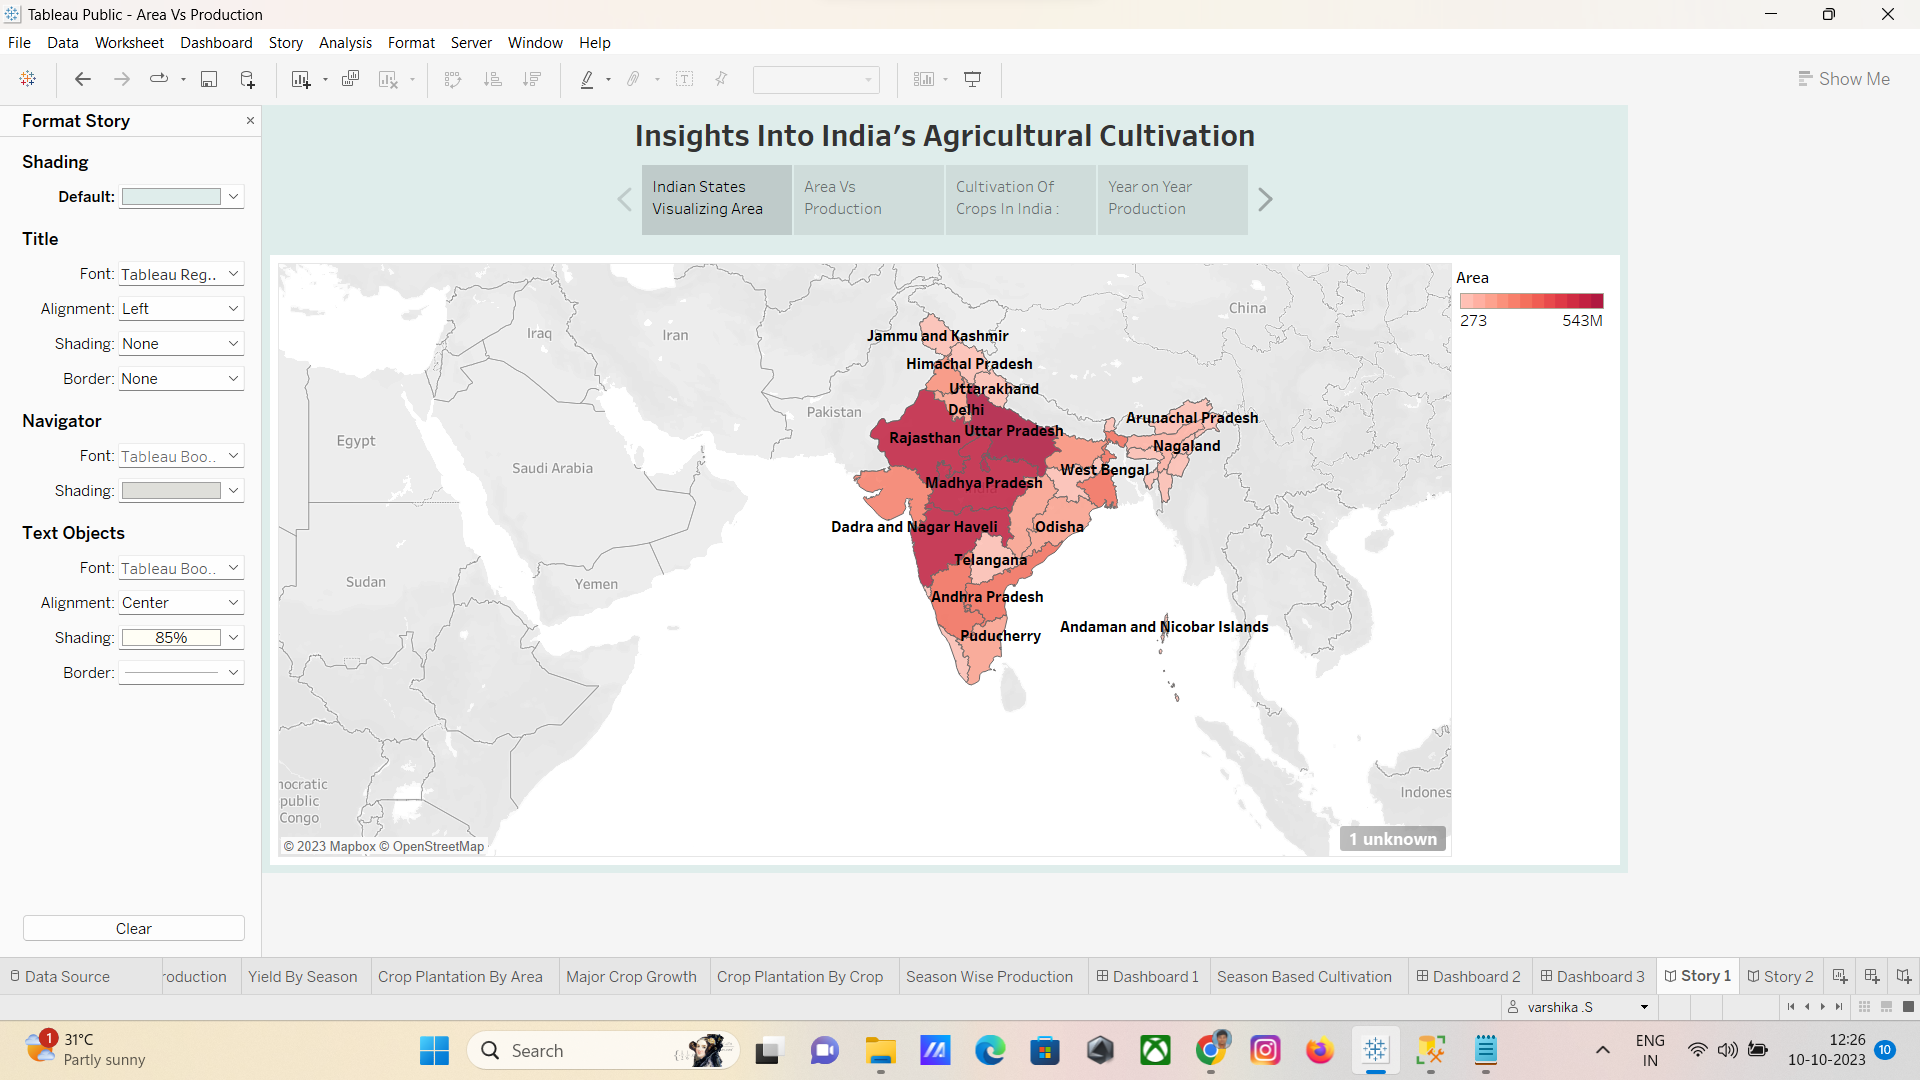 Tableau Public - Area Vs Production
File Data Worksheet Dashboard Story Analysis Format Server Window Help
Show Me
Format Story
Shading
Default:
Title
Font: Tableau Reg..
Alignment: Left
Shading: None
Border: None
Navigator
Font: Tableau Boo..
Shading:
Text Objects
Font: Tableau Boo..
Alignment: Center
Shading: 85%
Border:
Clear
Insights Into India’s Agricultural Cultivation
Indian States
Visualizing Area
Area Vs
Production
Cultivation Of
Crops In India :
Year on Year
Production
Area
273 543M
China
Iraq
Iran
Pakistan
Egypt
Saudi Arabia
Sudan
Yemen
India
Jammu and Kashmir
Himachal Pradesh
Uttarakhand
Delhi
Arunachal Pradesh
Rajasthan
Uttar Pradesh
Nagaland
West Bengal
Madhya Pradesh
Dadra and Nagar Haveli
Odisha
Telangana
Andhra Pradesh
Andaman and Nicobar Islands
Puducherry
nocratic
public
Congo
Indones
© 2023 Mapbox © OpenStreetMap
1 unknown
Data Source roduction Yield By Season Crop Plantation By Area Major Crop Growth Crop Plantation By Crop Season Wise Production Dashboard 1 Season Based Cultivation Dashboard 2 Dashboard 3 Story 1 Story 2
varshika .S
1
31°C
Partly sunny
Search
ENG
IN
12:26
10-10-2023
10